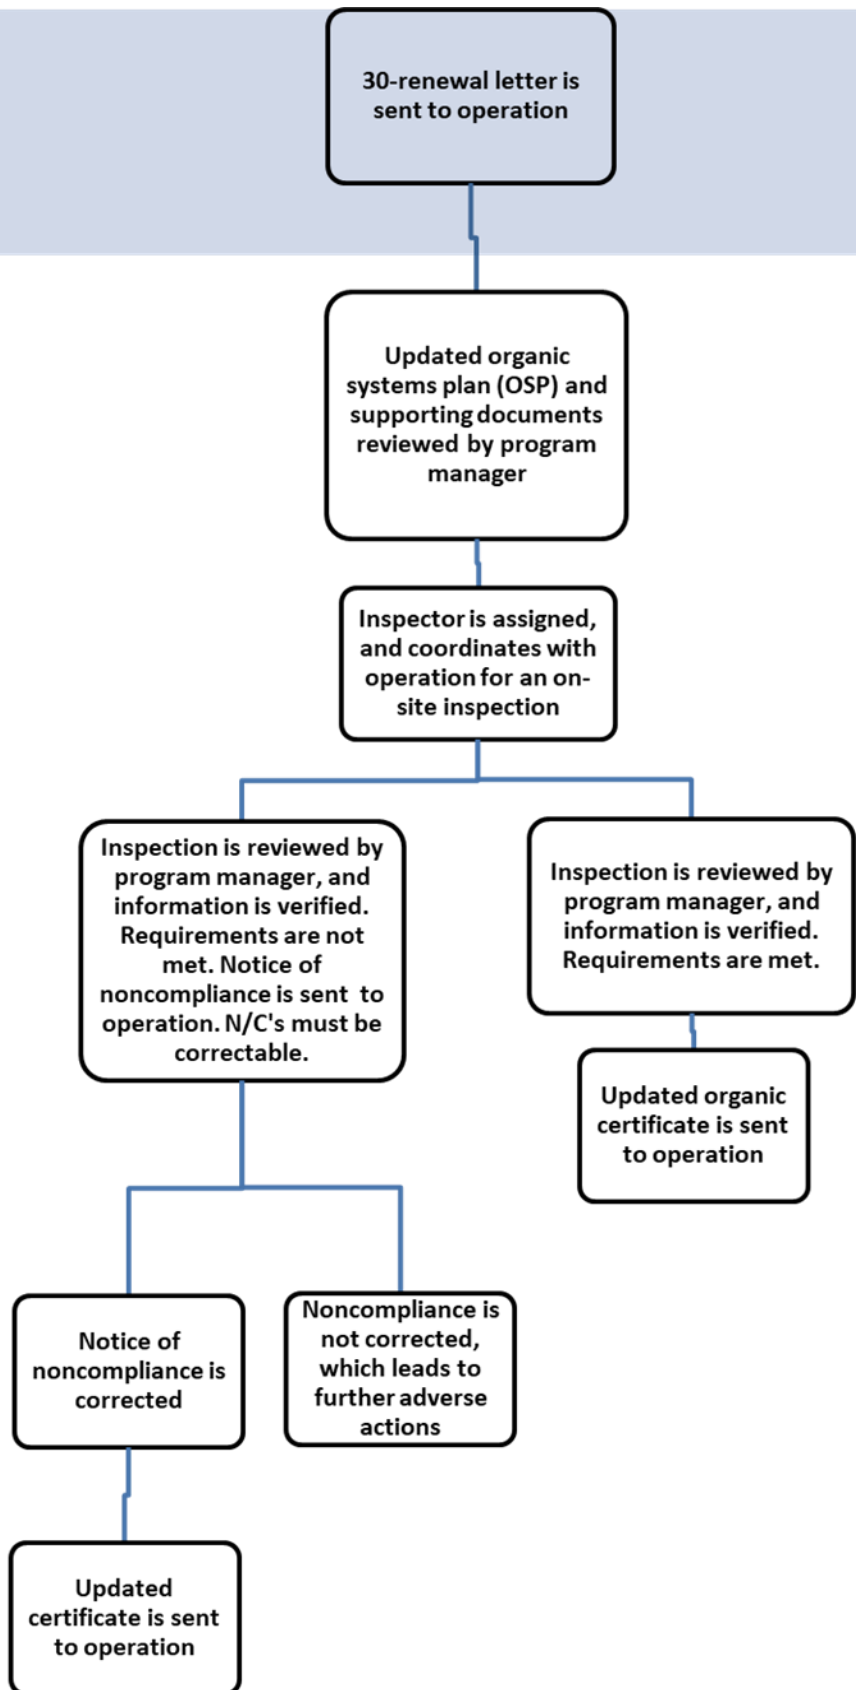 30-renewal letter is
sent to operation
Updated organic
systems plan (OSP) and
supporting documents
reviewed by program
manager
Inspector is assigned,
and coordinates with
operation for an on-
site inspection
Inspection is reviewed by
program manager, and
information is verified.
Requirements are not
met. Notice of
noncompliance is sent to
operation. N/C's must be
correctable.
Inspection is reviewed by
program manager, and
information is verified.
Requirements are met.
Updated organic
certificate is sent
to operation
Notice of
noncompliance is
corrected
Noncompliance is
not corrected,
which leads to
further adverse
actions
Updated
certificate is sent
to operation